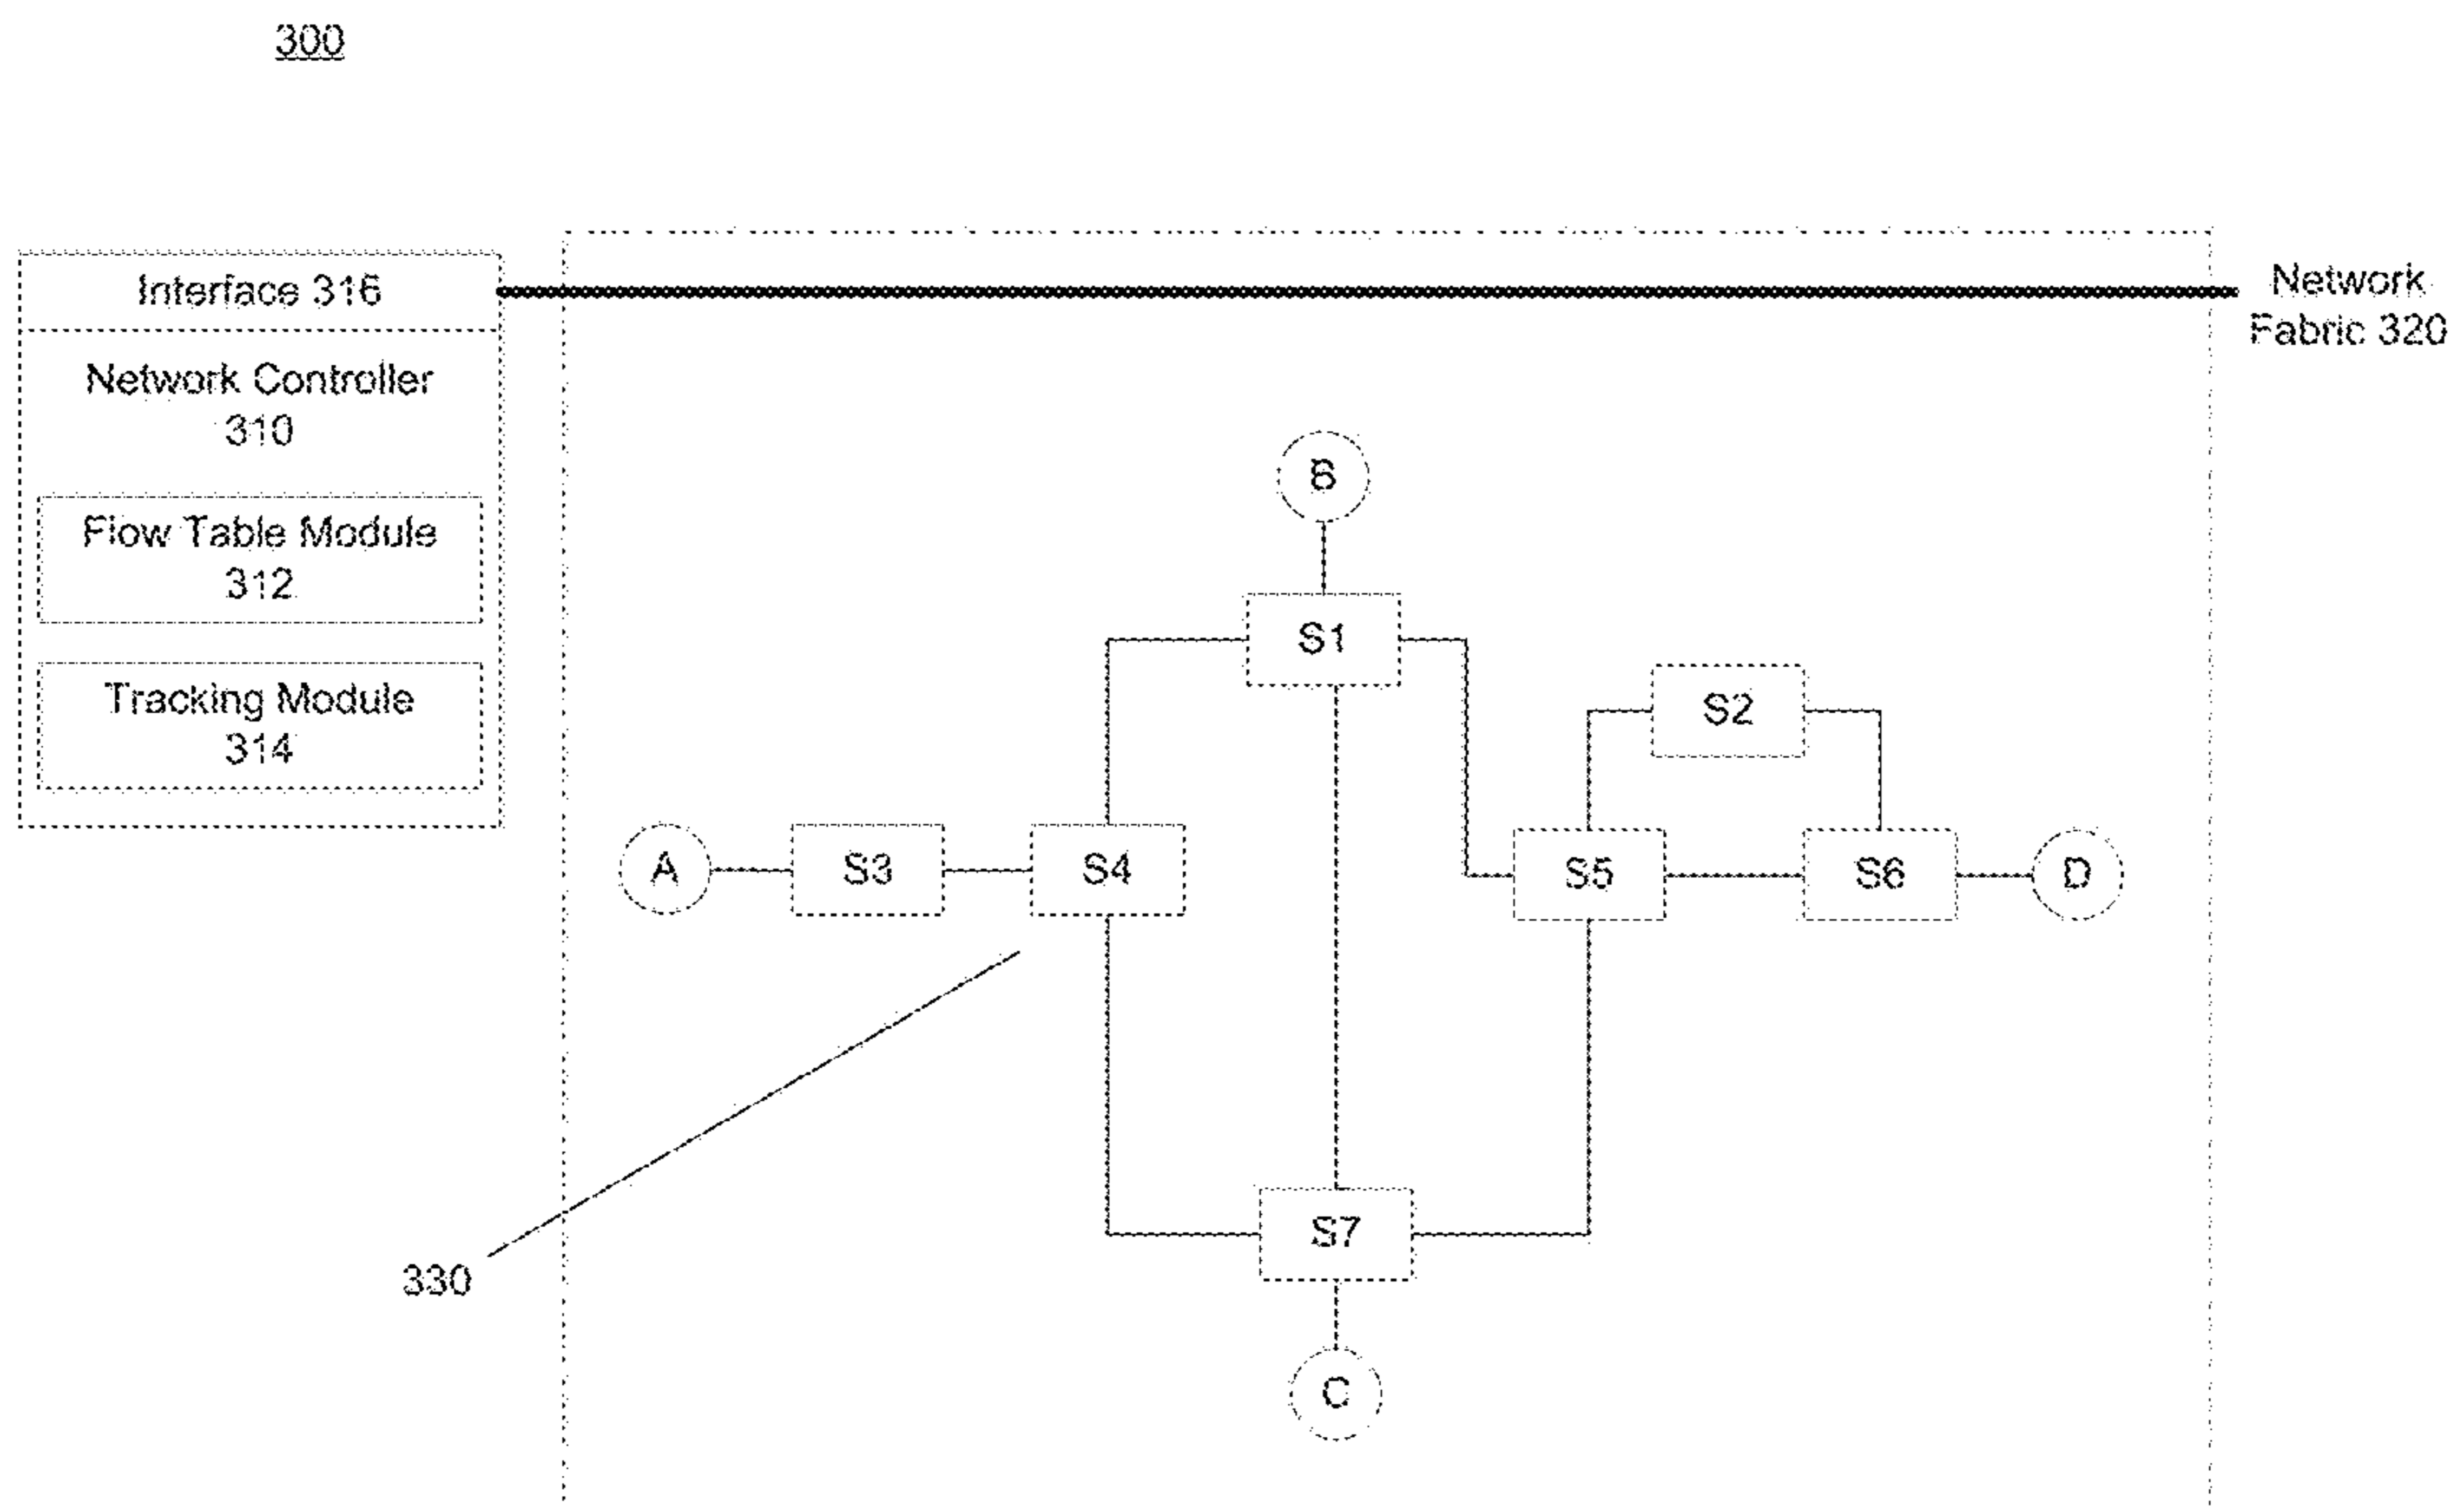 300
Interface 316
Network Controller
310
Flow Table Module
312
Tracking Module
314
Network
Fabric 320
B
S1
S2
A
S3
S4
S5
S6
D
S7
330
C